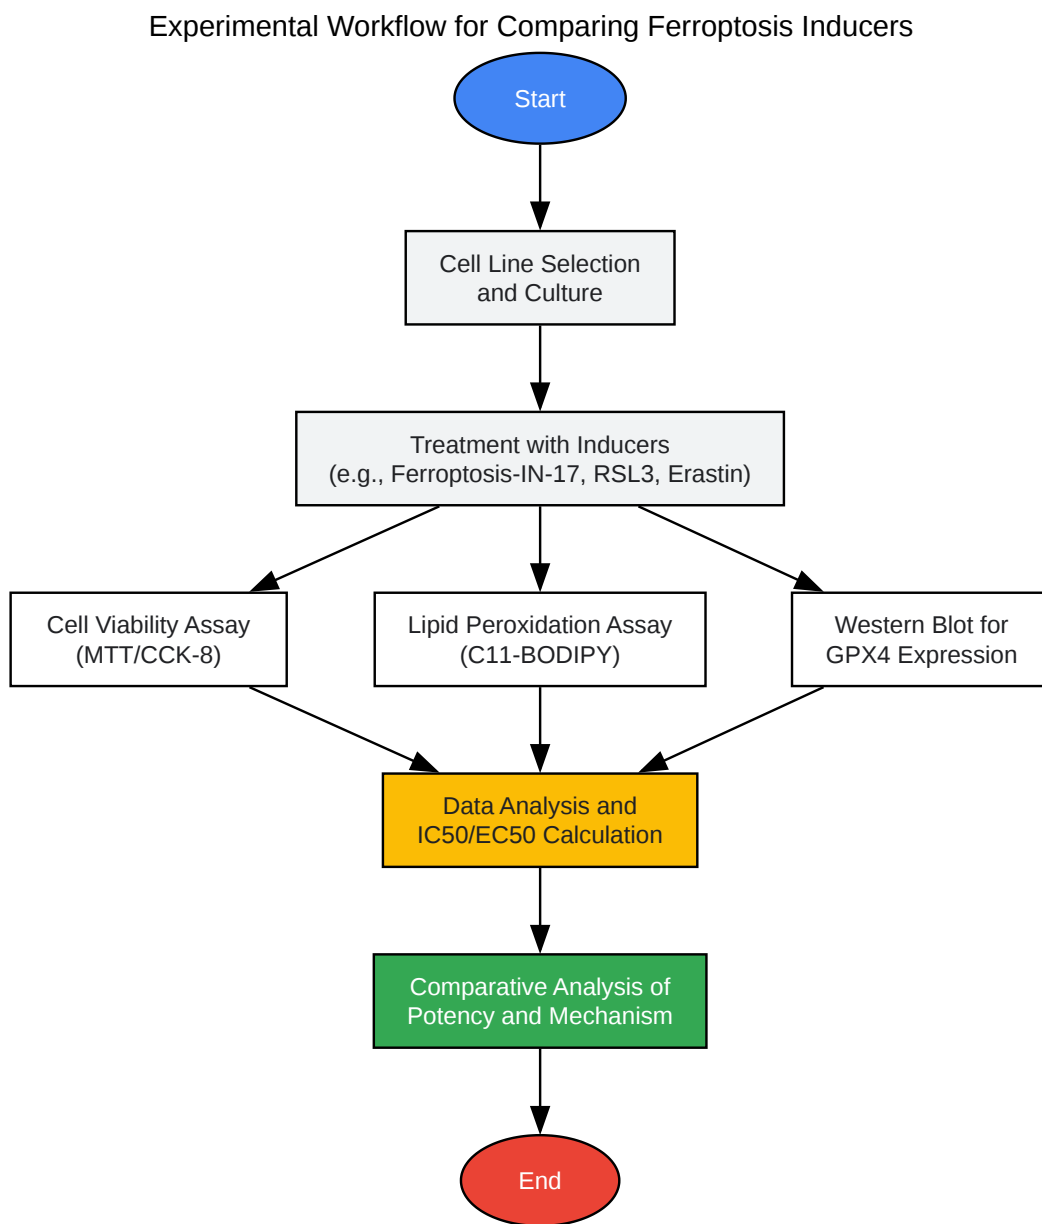 Experimental Workflow for Comparing Ferroptosis Inducers
Start
Cell Line Selection
and Culture
Treatment with Inducers
(e.g., Ferroptosis-IN-17, RSL3, Erastin)
Cell Viability Assay
(MTT/CCK-8)
Lipid Peroxidation Assay
(C11-BODIPY)
Western Blot for
GPX4 Expression
Data Analysis and
IC50/EC50 Calculation
Comparative Analysis of
Potency and Mechanism
End